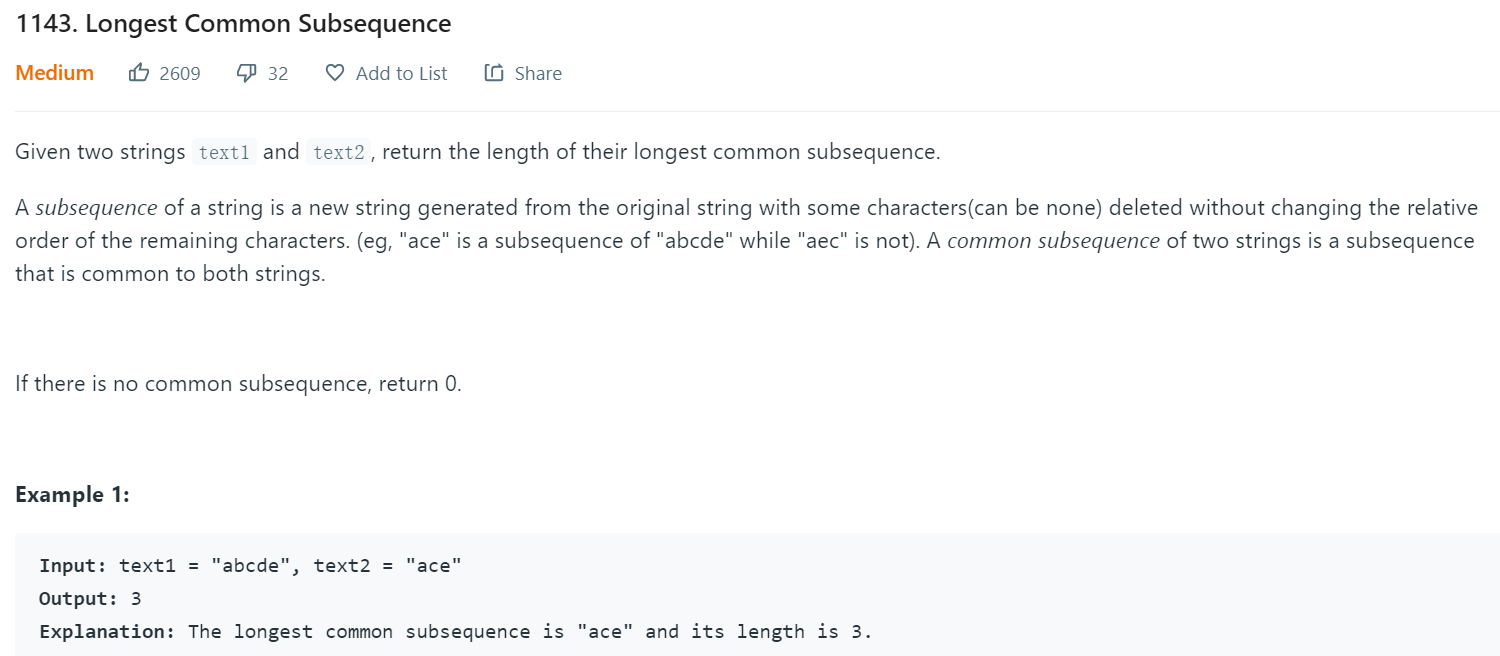 1143. Longest Common Subsequence
Medium 2609 32 Add to List Share
Given two strings text1 and text2, return the length of their longest common subsequence.
A subsequence of a string is a new string generated from the original string with some characters(can be none) deleted without changing the relative
order of the remaining characters. (eg, "ace" is a subsequence of "abcde" while "aec" is not). A common subsequence of two strings is a subsequence
that is common to both strings.
If there is no common subsequence, return 0.
Example 1:
Input: text1 = "abcde", text2 = "ace"
Output: 3
Explanation: The longest common subsequence is "ace" and its length is 3.